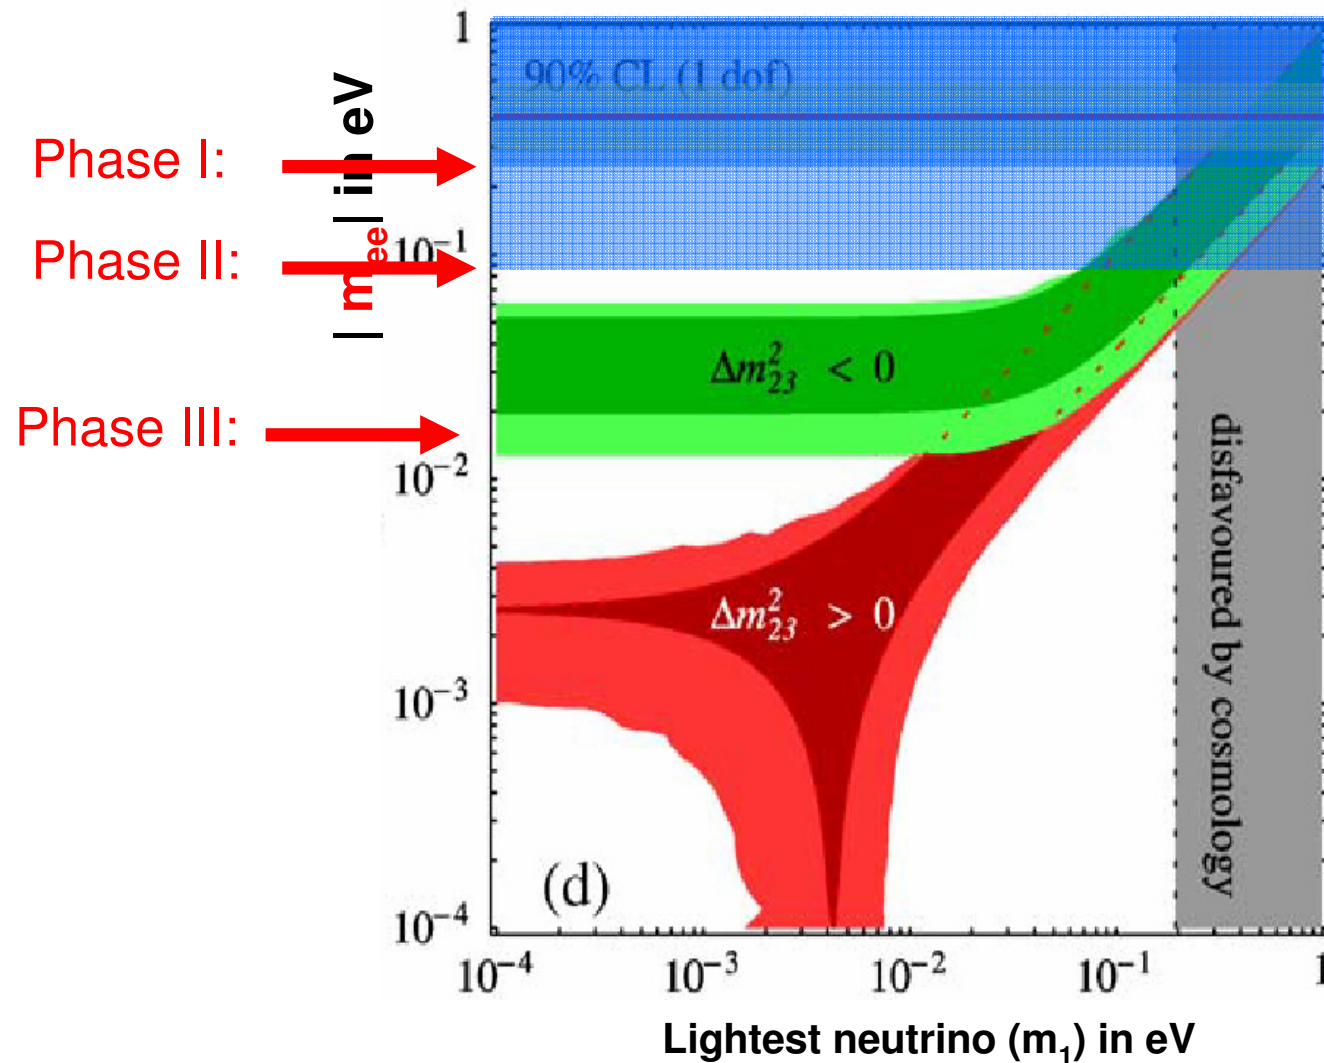 1
90% CL (1 dof)
Phase I:
| m_ee| in eV
Phase II:
10⁻¹
Δm²₂₃ < 0
Phase III:
10⁻²
disfavoured by cosmology
Δm²₂₃ > 0
10⁻³
(d)
10⁻⁴
10⁻⁴ 10⁻³ 10⁻² 10⁻¹ 1
Lightest neutrino (m₁) in eV